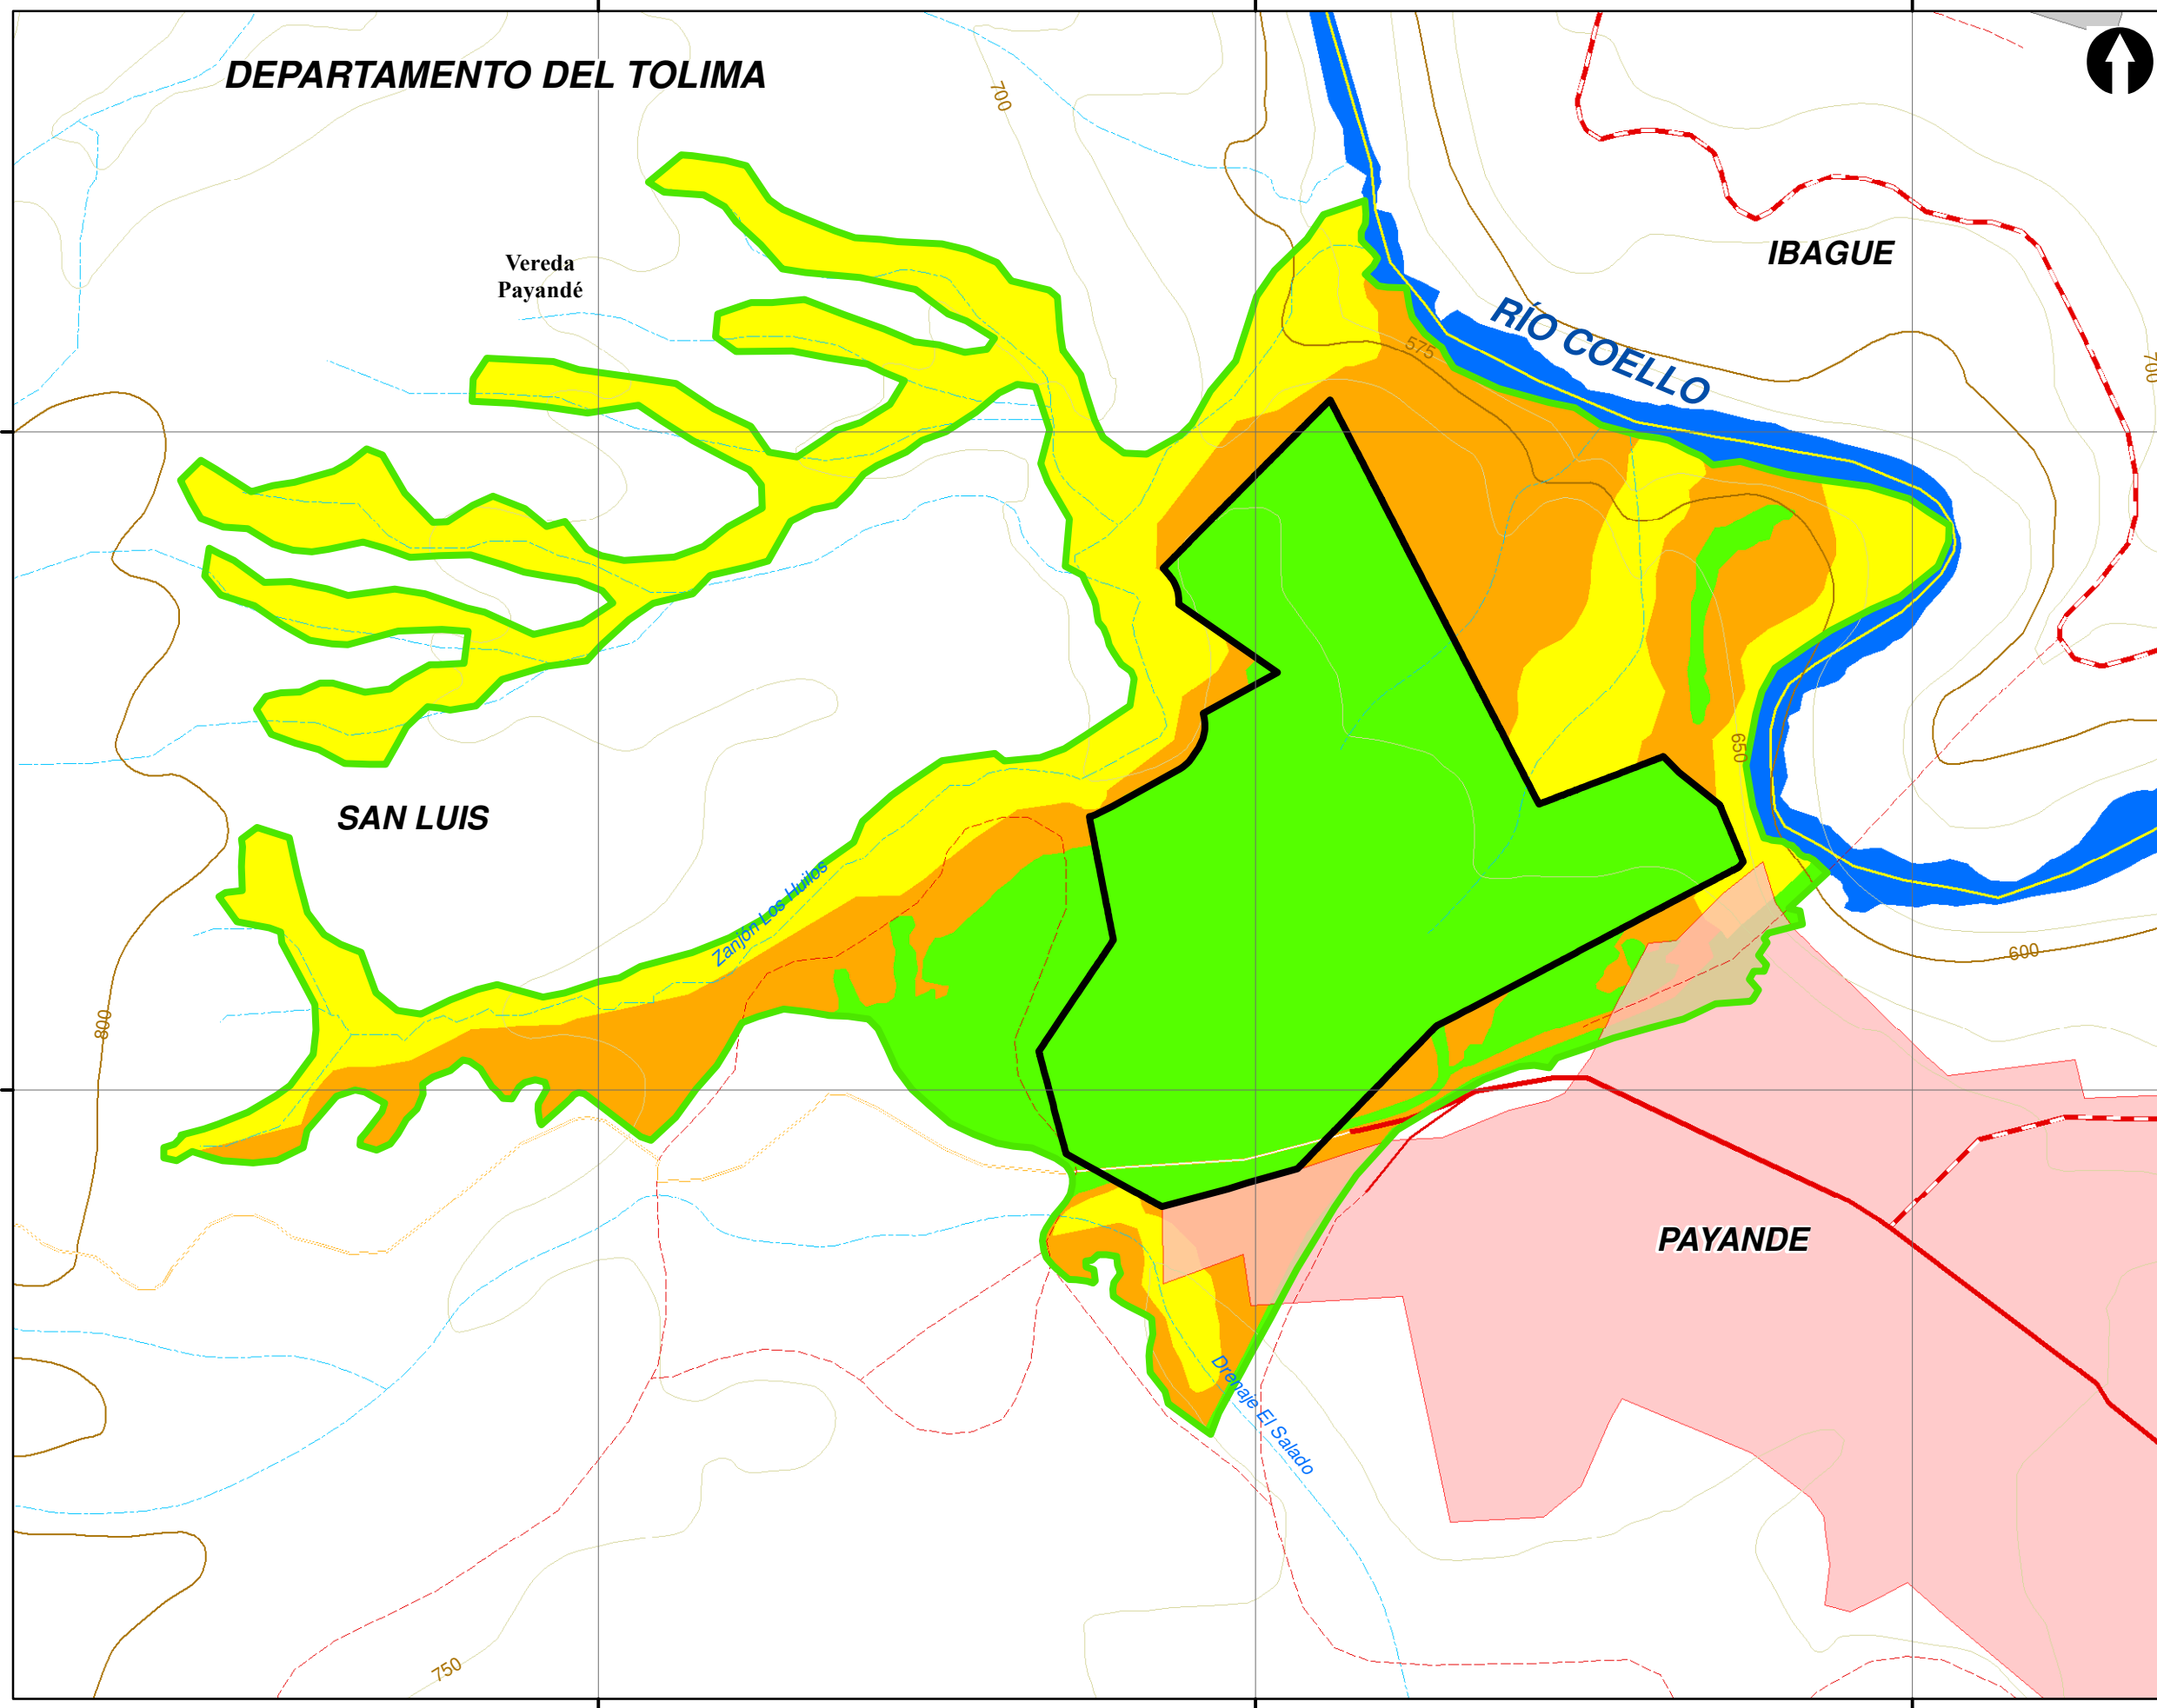 DEPARTAMENTO DEL TOLIMA
700
IBAGUE
Vereda
Payandé
RÍO COELLO
575
700
650
SAN LUIS
Zanjón Los Huilos
600
800
PAYANDE
Drenaje El Salado
750